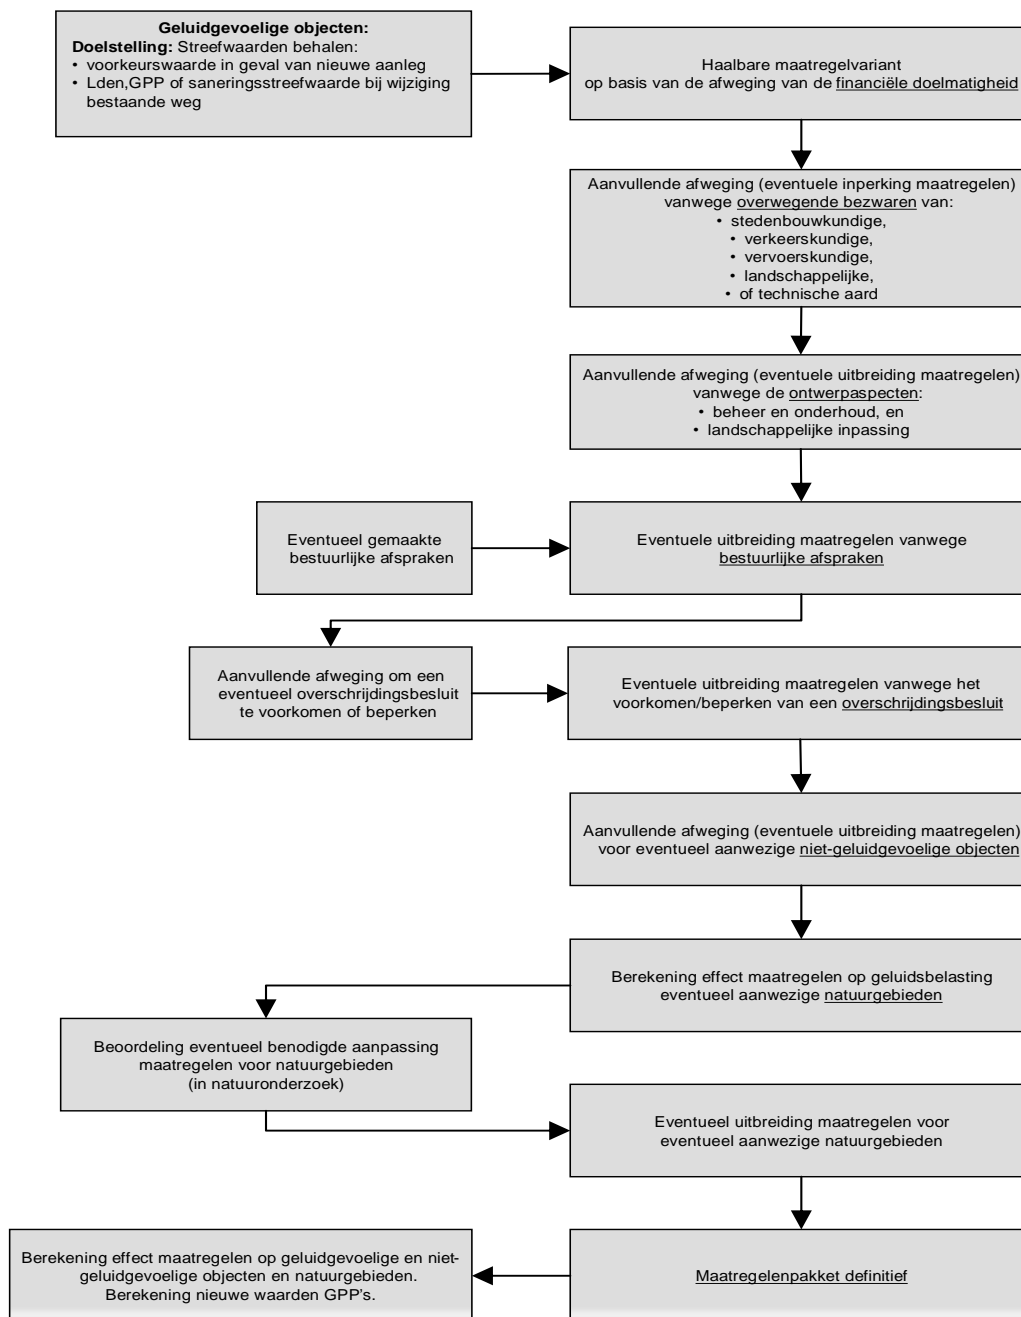 Geluidgevoelige objecten:
Doelstelling: Streefwaarden behalen:
• voorkeurswaarde in geval van nieuwe aanleg
• Lden,GPP of saneringsstreefwaarde bij wijziging
bestaande weg
Haalbare maatregelvariant
op basis van de afweging van de financiële doelmatigheid
Aanvullende afweging (eventuele inperking maatregelen)
vanwege overwegende bezwaren van:
• stedenbouwkundige,
• verkeerskundige,
• vervoerskundige,
• landschappelijke,
• of technische aard
Aanvullende afweging (eventuele uitbreiding maatregelen)
vanwege de ontwerpaspecten:
• beheer en onderhoud, en
• landschappelijke inpassing
Eventueel gemaakte
bestuurlijke afspraken
Eventuele uitbreiding maatregelen vanwege
bestuurlijke afspraken
Aanvullende afweging om een
eventueel overschrijdingsbesluit
te voorkomen of beperken
Eventuele uitbreiding maatregelen vanwege het
voorkomen/beperken van een overschrijdingsbesluit
Aanvullende afweging (eventuele uitbreiding maatregelen)
voor eventueel aanwezige niet-geluidgevoelige objecten
Berekening effect maatregelen op geluidsbelasting
eventueel aanwezige natuurgebieden
Beoordeling eventueel benodigde aanpassing
maatregelen voor natuurgebieden
(in natuuronderzoek)
Eventueel uitbreiding maatregelen voor
eventueel aanwezige natuurgebieden
Berekening effect maatregelen op geluidgevoelige en niet-
geluidgevoelige objecten en natuurgebieden.
Berekening nieuwe waarden GPP's.
Maatregelenpakket definitief